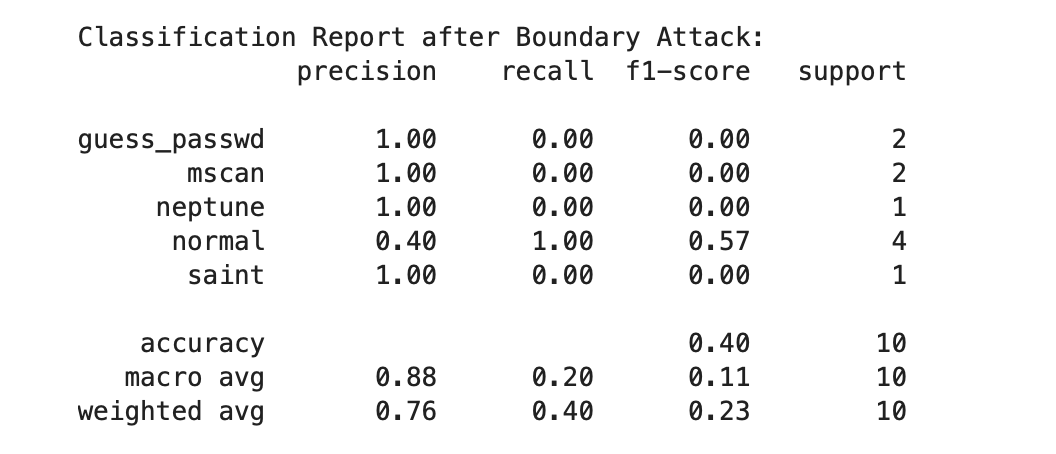 Classification Report after Boundary Attack:
precision recall f1-score support
guess_passwd 1.00 0.00 0.00 2
mscan 1.00 0.00 0.00 2
neptune 1.00 0.00 0.00 1
normal 0.40 1.00 0.57 4
saint 1.00 0.00 0.00 1
accuracy 0.40 10
macro avg 0.88 0.20 0.11 10
weighted avg 0.76 0.40 0.23 10